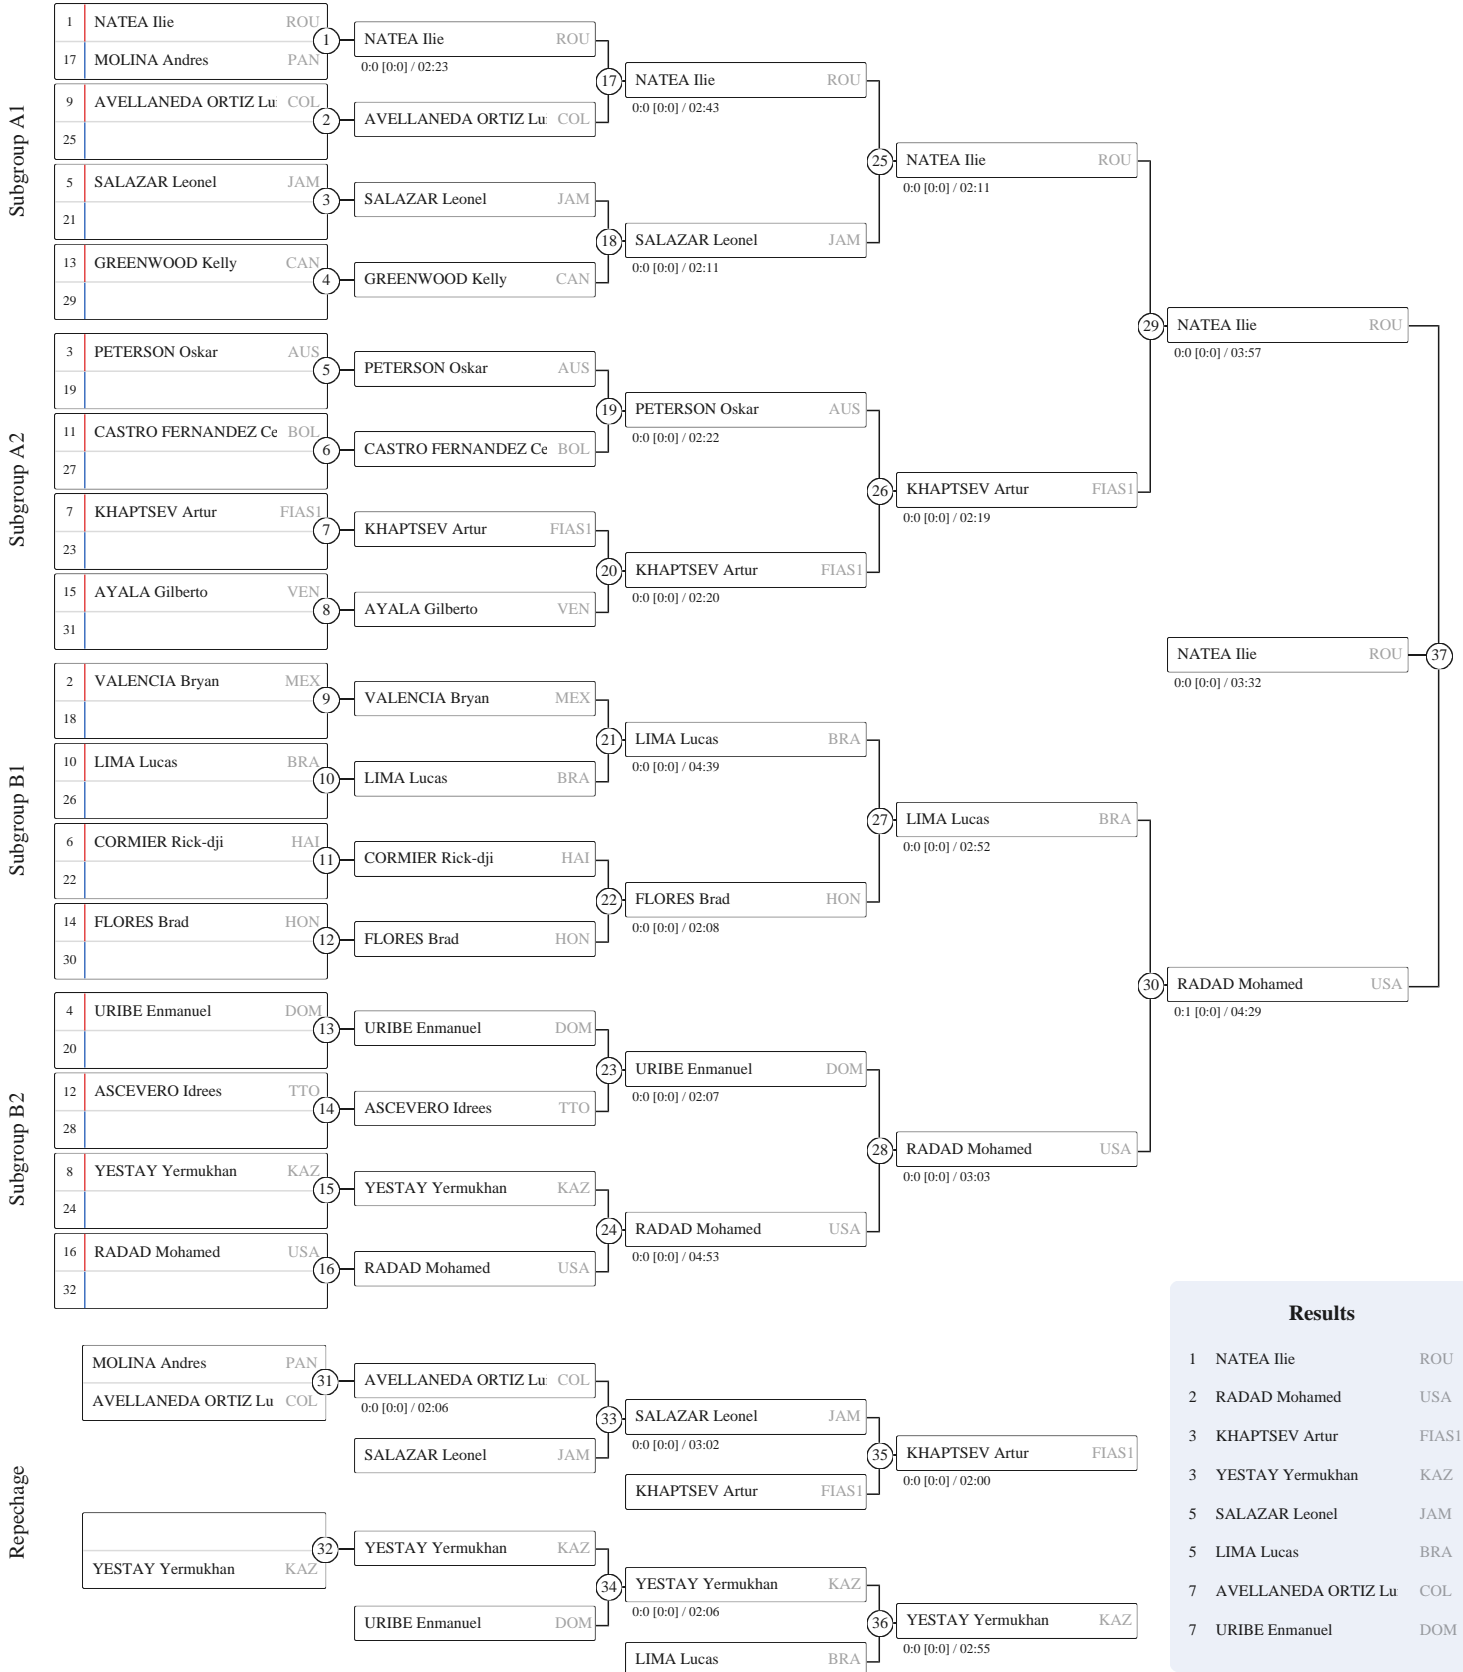 Subgroup A1
1 NATEA Ilie ROU
17 MOLINA Andres PAN
1
9 AVELLANEDA ORTIZ Lu COL
25
2
5 SALAZAR Leonel JAM
21
3
13 GREENWOOD Kelly CAN
29
4
NATEA Ilie ROU
0:0 [0:0] / 02:23
AVELLANEDA ORTIZ Lu COL
17
SALAZAR Leonel JAM
GREENWOOD Kelly CAN
18
NATEA Ilie ROU
0:0 [0:0] / 02:43
SALAZAR Leonel JAM
0:0 [0:0] / 02:11
25
NATEA Ilie ROU
0:0 [0:0] / 02:11
Subgroup A2
3 PETERSON Oskar AUS
19
5
11 CASTRO FERNANDEZ Ce BOL
27
6
7 KHAPTSEV Artur FIAS1
23
7
15 AYALA Gilberto VEN
31
8
PETERSON Oskar AUS
CASTRO FERNANDEZ Ce BOL
19
KHAPTSEV Artur FIAS1
AYALA Gilberto VEN
20
PETERSON Oskar AUS
0:0 [0:0] / 02:22
KHAPTSEV Artur FIAS1
0:0 [0:0] / 02:20
26
KHAPTSEV Artur FIAS1
0:0 [0:0] / 02:19
29
NATEA Ilie ROU
0:0 [0:0] / 03:57
Subgroup B1
2 VALENCIA Bryan MEX
18
9
10 LIMA Lucas BRA
26
10
6 CORMIER Rick-dji HAI
22
11
14 FLORES Brad HON
30
12
VALENCIA Bryan MEX
LIMA Lucas BRA
21
CORMIER Rick-dji HAI
FLORES Brad HON
22
LIMA Lucas BRA
0:0 [0:0] / 04:39
FLORES Brad HON
0:0 [0:0] / 02:08
27
LIMA Lucas BRA
0:0 [0:0] / 02:52
Subgroup B2
4 URIBE Enmanuel DOM
20
13
12 ASCEVERO Idrees TTO
28
14
8 YESTAY Yermukhan KAZ
24
15
16 RADAD Mohamed USA
32
16
URIBE Enmanuel DOM
ASCEVERO Idrees TTO
23
YESTAY Yermukhan KAZ
RADAD Mohamed USA
24
URIBE Enmanuel DOM
0:0 [0:0] / 02:07
RADAD Mohamed USA
0:0 [0:0] / 04:53
28
RADAD Mohamed USA
0:0 [0:0] / 03:03
30
RADAD Mohamed USA
0:1 [0:0] / 04:29
NATEA Ilie ROU
37
0:0 [0:0] / 03:32
Repechage
MOLINA Andres PAN
AVELLANEDA ORTIZ Lu COL
31
AVELLANEDA ORTIZ Lu COL
0:0 [0:0] / 02:06
SALAZAR Leonel JAM
33
SALAZAR Leonel JAM
0:0 [0:0] / 03:02
KHAPTSEV Artur FIAS1
35
KHAPTSEV Artur FIAS1
0:0 [0:0] / 02:00
YESTAY Yermukhan KAZ
32
YESTAY Yermukhan KAZ
URIBE Enmanuel DOM
34
YESTAY Yermukhan KAZ
0:0 [0:0] / 02:06
LIMA Lucas BRA
36
YESTAY Yermukhan KAZ
0:0 [0:0] / 02:55
Results
1 NATEA Ilie ROU
2 RADAD Mohamed USA
3 KHAPTSEV Artur FIAS1
3 YESTAY Yermukhan KAZ
5 SALAZAR Leonel JAM
5 LIMA Lucas BRA
7 AVELLANEDA ORTIZ Lu COL
7 URIBE Enmanuel DOM